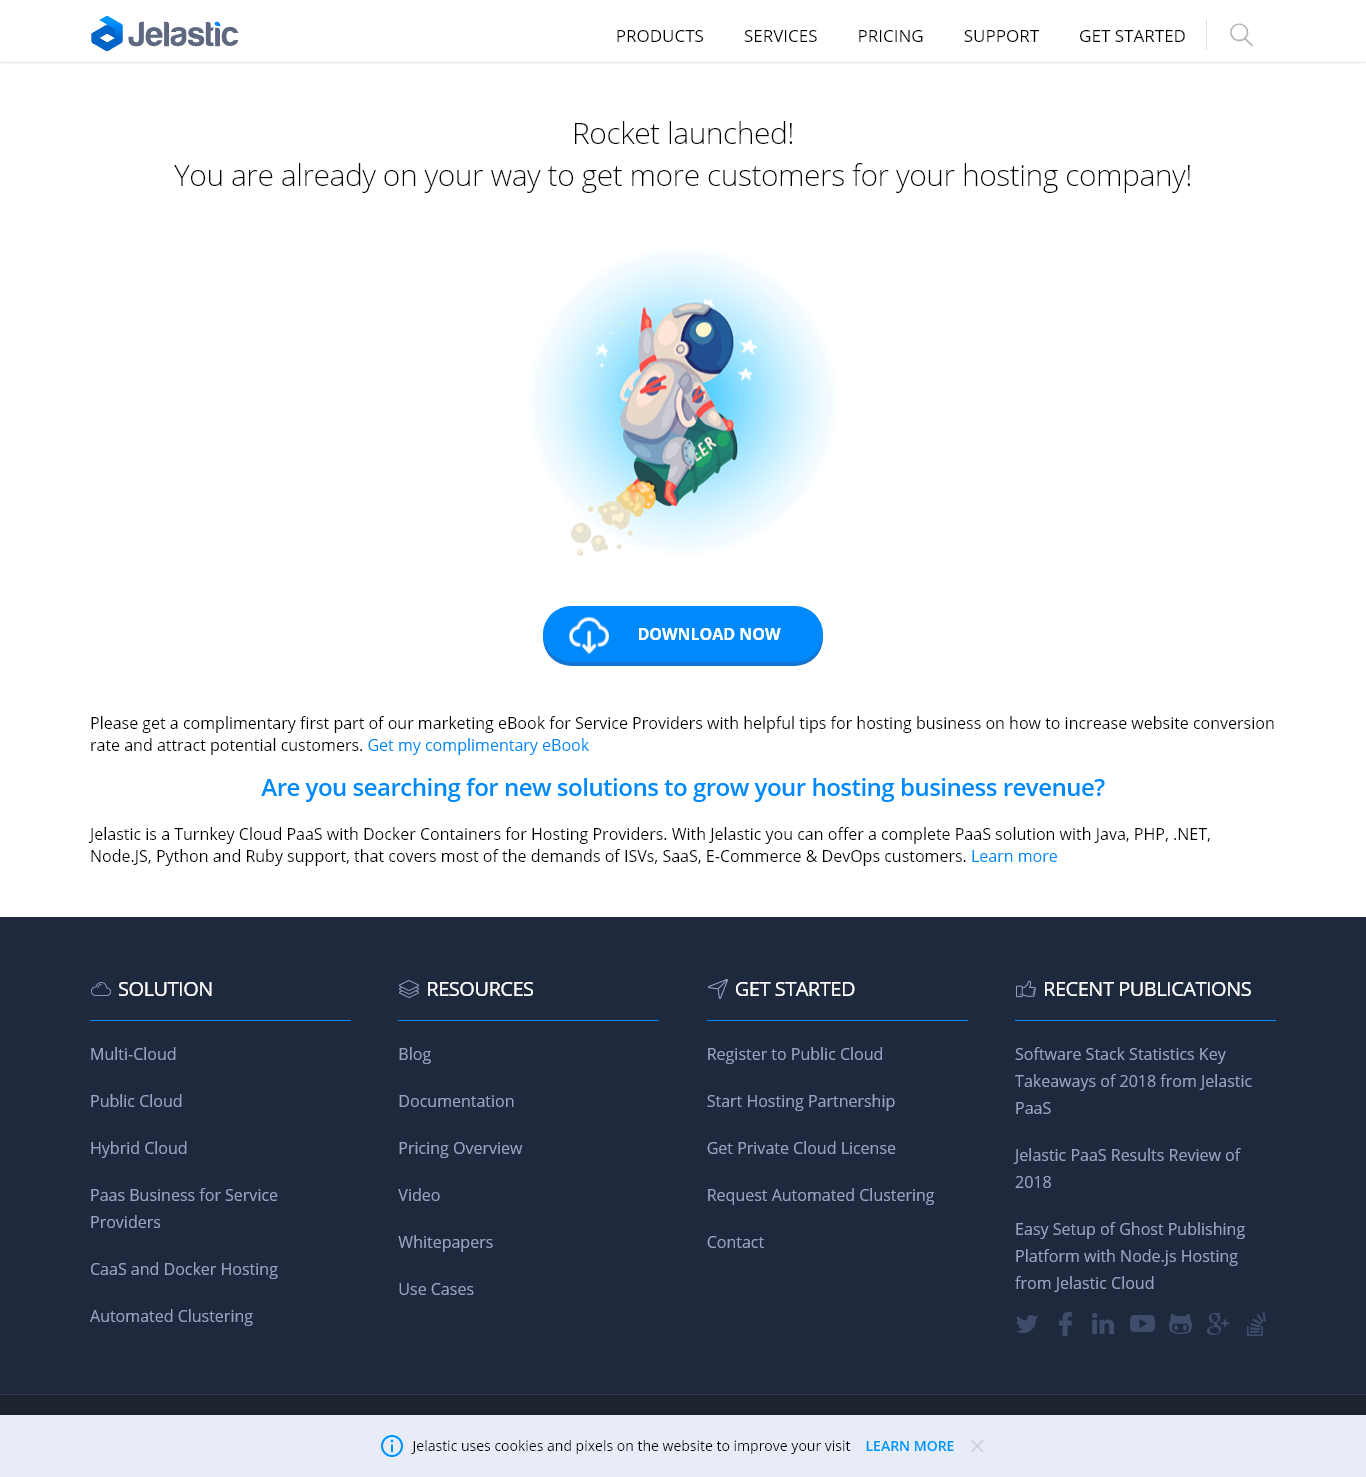 Jelastic
PRODUCTS
SERVICES
PRICING
SUPPORT
GET STARTED
Rocket launched!
You are already on your way to get more customers for your hosting company!
EER
DOWNLOAD NOW
Please get a complimentary first part of our marketing eBook for Service Providers with helpful tips for hosting business on how to increase website conversion
rate and attract potential customers. Get my complimentary eBook
Are you searching for new solutions to grow your hosting business revenue?
Jelastic is a Turnkey Cloud PaaS with Docker Containers for Hosting Providers. With Jelastic you can offer a complete PaaS solution with Java, PHP, .NET,
Node.JS, Python and Ruby support, that covers most of the demands of ISVs, SaaS, E-Commerce & DevOps customers. Learn more
SOLUTION
Multi-Cloud
Public Cloud
Hybrid Cloud
Paas Business for Service
Providers
CaaS and Docker Hosting
Automated Clustering
RESOURCES
Blog
Documentation
Pricing Overview
Video
Whitepapers
Use Cases
GET STARTED
Register to Public Cloud
Start Hosting Partnership
Get Private Cloud License
Request Automated Clustering
Contact
RECENT PUBLICATIONS
Software Stack Statistics Key
Takeaways of 2018 from Jelastic
PaaS
Jelastic PaaS Results Review of
2018
Easy Setup of Ghost Publishing
Platform with Node.js Hosting
from Jelastic Cloud
Jelastic uses cookies and pixels on the website to improve your visit LEARN MORE